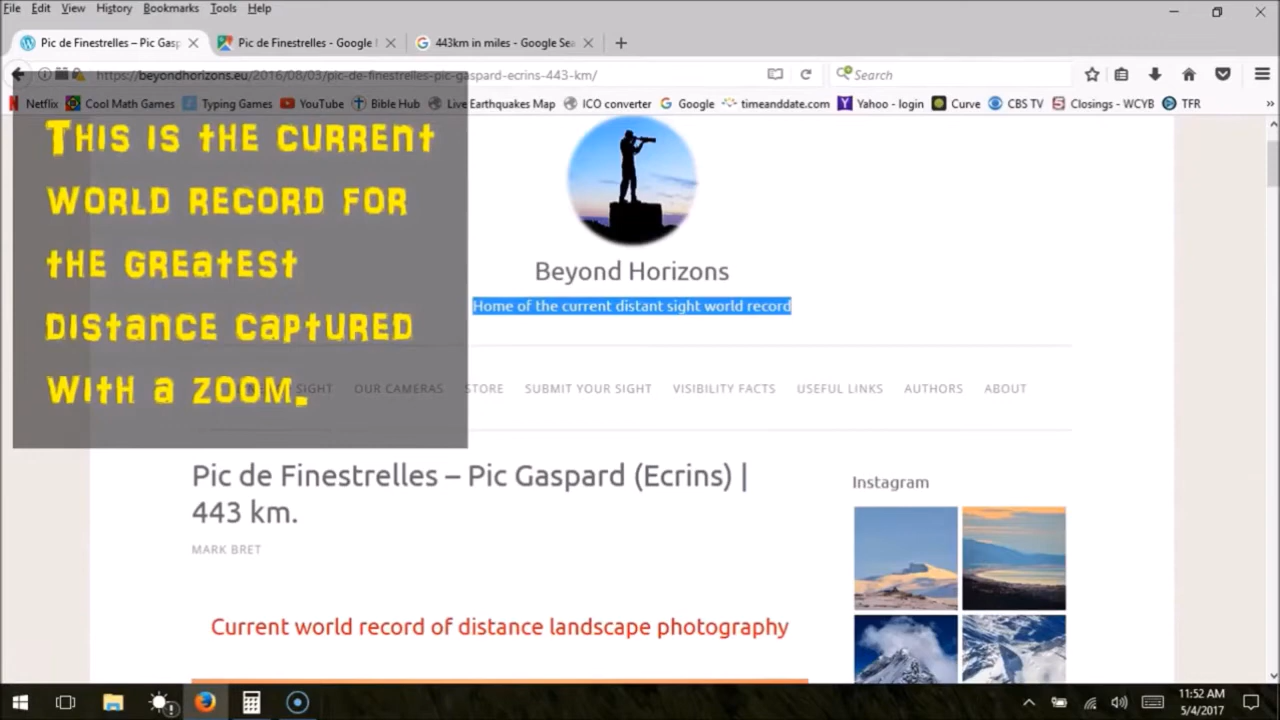 File Edit View History Bookmarks Tools Help
Pic de Finestrelles – Pic Gasp
Pic de Finestrelles - Google
443km in miles - Google Sea
https://beyondhorizons.eu/2016/08/03/pic-de-finestrelles-pic-gaspard-ecrins-443-km/
Search
Netflix Cool Math Games Typing Games YouTube Bible Hub Live Earthquakes Map ICO converter Google timeanddate.com Yahoo - login Curve CBS TV Closings - WCYB TFR
This is the current
world record for
the greatest
distance captured
with a zoom.
Beyond Horizons
Home of the current distant sight world record
SIGHT OUR CAMERAS STORE SUBMIT YOUR SIGHT VISIBILITY FACTS USEFUL LINKS AUTHORS ABOUT
Pic de Finestrelles – Pic Gaspard (Ecrins) |
443 km.
MARK BRET
Instagram
Current world record of distance landscape photography
11:52 AM
5/4/2017